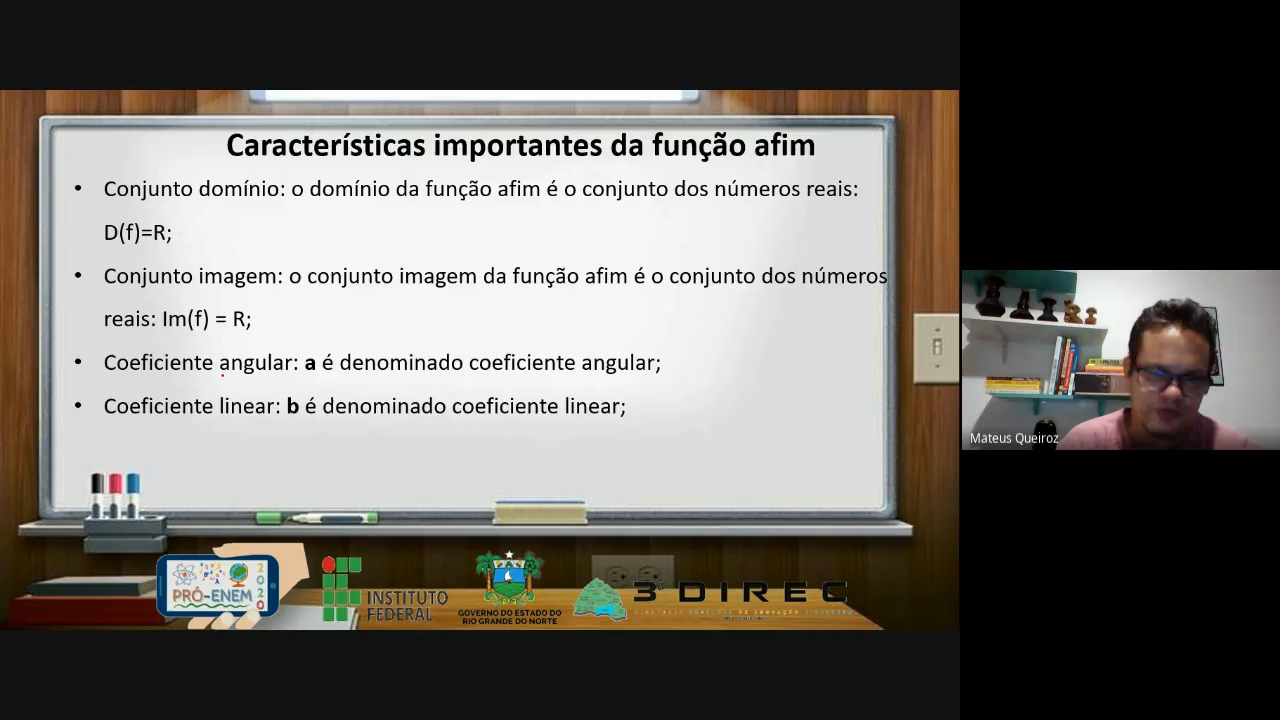 Características importantes da função afim
• Conjunto domínio: o domínio da função afim é o conjunto dos números reais:
D(f)=R;
• Conjunto imagem: o conjunto imagem da função afim é o conjunto dos números
reais: Im(f) = R;
• Coeficiente angular: a é denominado coeficiente angular;
• Coeficiente linear: b é denominado coeficiente linear;
Mateus Queiroz
PRÓ-ENEM
2020
INSTITUTO
FEDERAL
GOVERNO DO ESTADO DO
RIO GRANDE DO NORTE
3ª DIREC